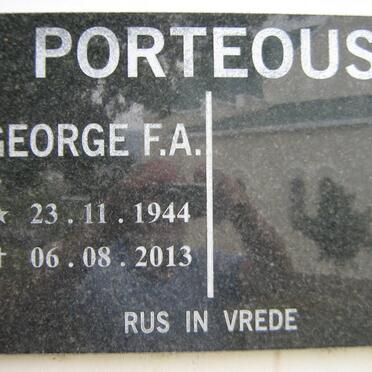 PORTEOUS
GEORGE F.A.
★ 23.11.1944
† 06.08.2013
RUS IN VREDE